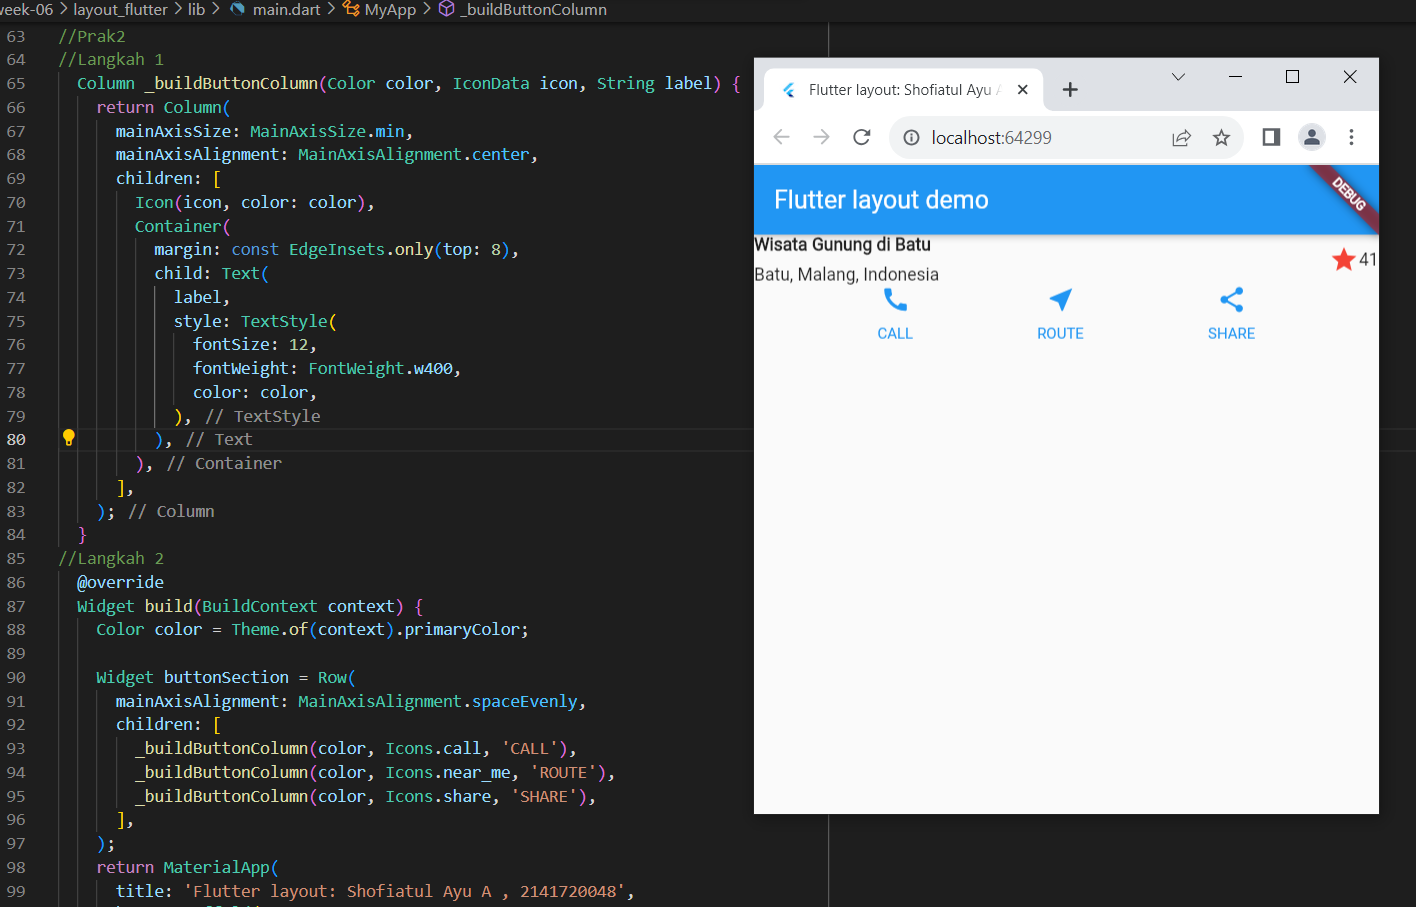 week-06 > layout_flutter > lib > main.dart > MyApp > _buildButtonColumn
63 //Prak2
64 //Langkah 1
65 Column _buildButtonColumn(Color color, IconData icon, String label) {
66 return Column(
67 mainAxisSize: MainAxisSize.min,
68 mainAxisAlignment: MainAxisAlignment.center,
69 children: [
70 Icon(icon, color: color),
71 Container(
72 margin: const EdgeInsets.only(top: 8),
73 child: Text(
74 label,
75 style: TextStyle(
76 fontSize: 12,
77 fontWeight: FontWeight.w400,
78 color: color,
79 ), // TextStyle
80 ), // Text
81 ), // Container
82 ],
83 ); // Column
84 }
85 //Langkah 2
86 @override
87 Widget build(BuildContext context) {
88 Color color = Theme.of(context).primaryColor;
89
90 Widget buttonSection = Row(
91 mainAxisAlignment: MainAxisAlignment.spaceEvenly,
92 children: [
93 _buildButtonColumn(color, Icons.call, 'CALL'),
94 _buildButtonColumn(color, Icons.near_me, 'ROUTE'),
95 _buildButtonColumn(color, Icons.share, 'SHARE'),
96 ],
97 );
98 return MaterialApp(
99 title: 'Flutter layout: Shofiatul Ayu A , 2141720048',
Flutter layout: Shofiatul Ayu A
localhost:64299
Flutter layout demo
DEBUG
Wisata Gunung di Batu
41
Batu, Malang, Indonesia
CALL ROUTE SHARE